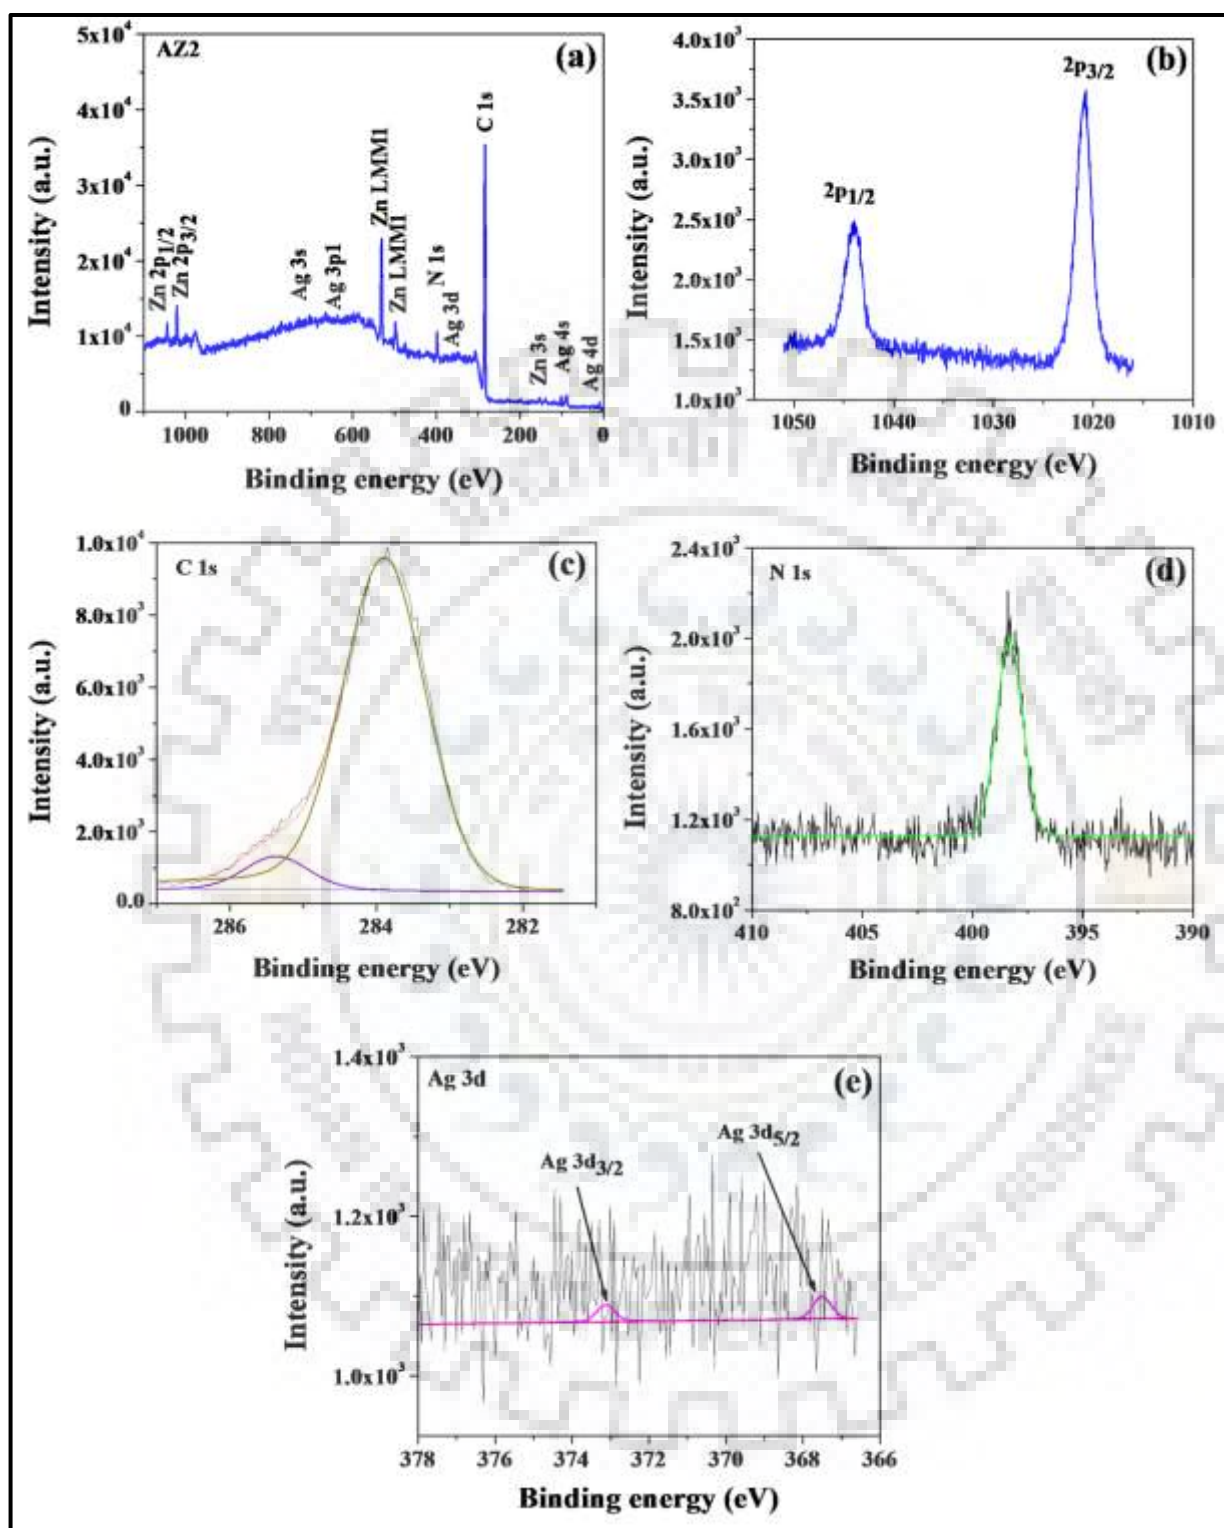 AZ2
(a)
5x10⁴
4x10⁴
3x10⁴
2x10⁴
1x10⁴
0
Intensity (a.u.)
Zn 2p1/2
Zn 2p3/2
Ag 3s
Ag 3p1
Zn LMM1
Zn LMM1
N 1s
Ag 3d
C 1s
Zn 3s
Ag 4s
Ag 4d
1000 800 600 400 200 0
Binding energy (eV)
(b)
4.0x10³
3.5x10³
3.0x10³
2.5x10³
2.0x10³
1.5x10³
1.0x10³
Intensity (a.u.)
2p1/2
2p3/2
1050 1040 1030 1020 1010
Binding energy (eV)
C 1s
(c)
1.0x10⁴
8.0x10³
6.0x10³
4.0x10³
2.0x10³
0.0
Intensity (a.u.)
286 284 282
Binding energy (eV)
N 1s
(d)
2.4x10³
2.0x10³
1.6x10³
1.2x10³
8.0x10²
Intensity (a.u.)
410 405 400 395 390
Binding energy (eV)
Ag 3d
(e)
1.4x10³
1.2x10³
1.0x10³
Intensity (a.u.)
Ag 3d3/2
Ag 3d5/2
378 376 374 372 370 368 366
Binding energy (eV)